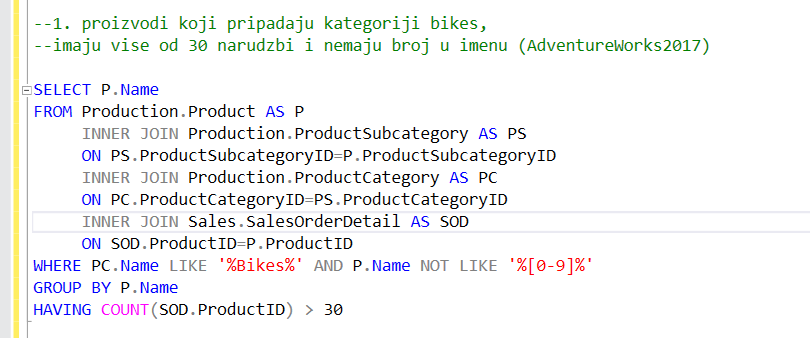 --1. proizvodi koji pripadaju kategoriji bikes,
--imaju vise od 30 narudzbi i nemaju broj u imenu (AdventureWorks2017)
SELECT P.Name
FROM Production.Product AS P
INNER JOIN Production.ProductSubcategory AS PS
ON PS.ProductSubcategoryID=P.ProductSubcategoryID
INNER JOIN Production.ProductCategory AS PC
ON PC.ProductCategoryID=PS.ProductCategoryID
INNER JOIN Sales.SalesOrderDetail AS SOD
ON SOD.ProductID=P.ProductID
WHERE PC.Name LIKE '%Bikes%' AND P.Name NOT LIKE '%[0-9]%'
GROUP BY P.Name
HAVING COUNT(SOD.ProductID) > 30